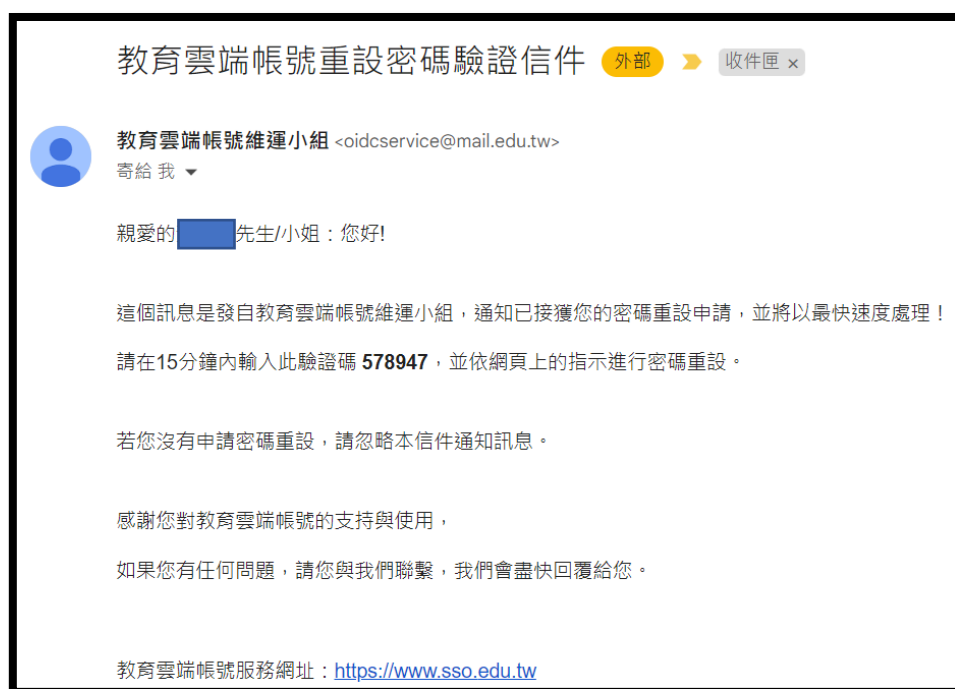 教育雲端帳號重設密碼驗證信件 外部 收件匣 ×
教育雲端帳號維運小組 <oidcservice@mail.edu.tw>
寄給 我
親愛的 先生/小姐：您好!
這個訊息是發自教育雲端帳號維運小組，通知已接獲您的密碼重設申請，並將以最快速度處理！
請在15分鐘內輸入此驗證碼 578947，並依網頁上的指示進行密碼重設。
若您沒有申請密碼重設，請忽略本信件通知訊息。
感謝您對教育雲端帳號的支持與使用，
如果您有任何問題，請您與我們聯繫，我們會盡快回覆給您。
教育雲端帳號服務網址：https://www.sso.edu.tw